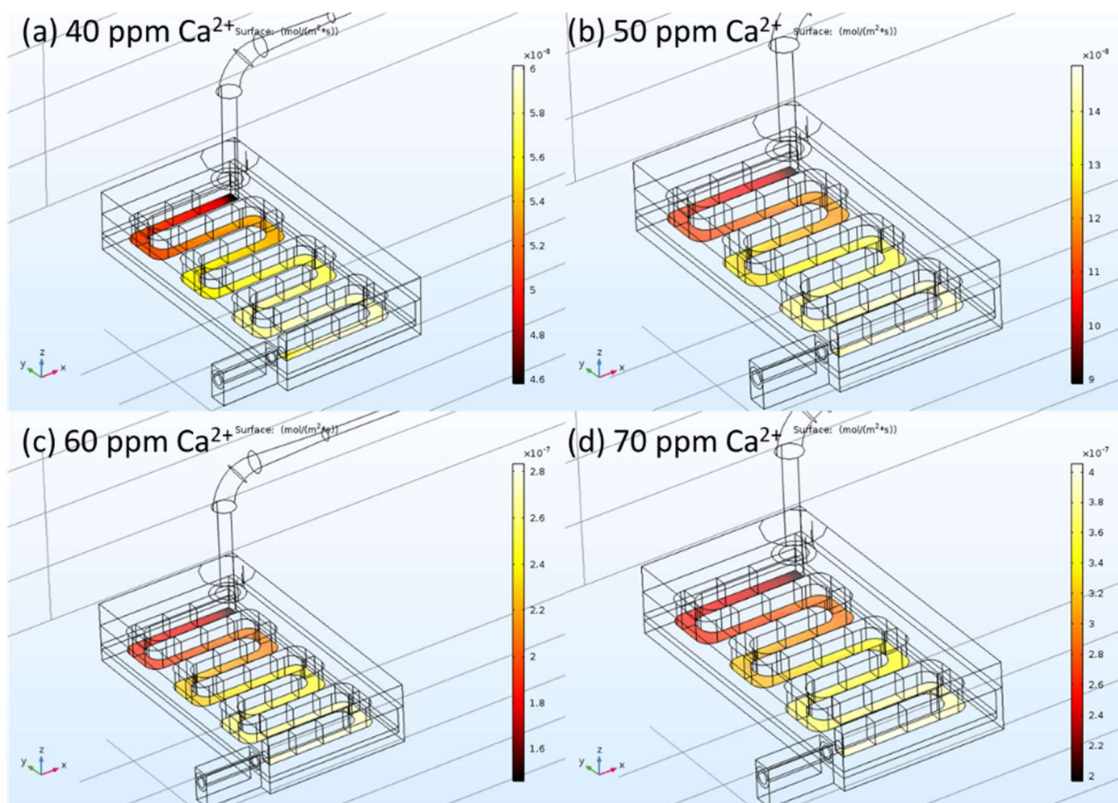 (a) 40 ppm Ca²⁺ Surface: (mol/(m²*s))
×10⁻⁸
6
5.8
5.6
5.4
5.2
5
4.8
4.6
z
y
x
(b) 50 ppm Ca²⁺ Surface: (mol/(m²*s))
×10⁻⁸
14
13
12
11
10
9
z
y
x
(c) 60 ppm Ca²⁺ Surface: (mol/(m²*s))
×10⁻⁷
2.8
2.6
2.4
2.2
2
1.8
1.6
z
y
x
(d) 70 ppm Ca²⁺ Surface: (mol/(m²*s))
×10⁻⁷
4
3.8
3.6
3.4
3.2
3
2.8
2.6
2.4
2.2
2
z
y
x